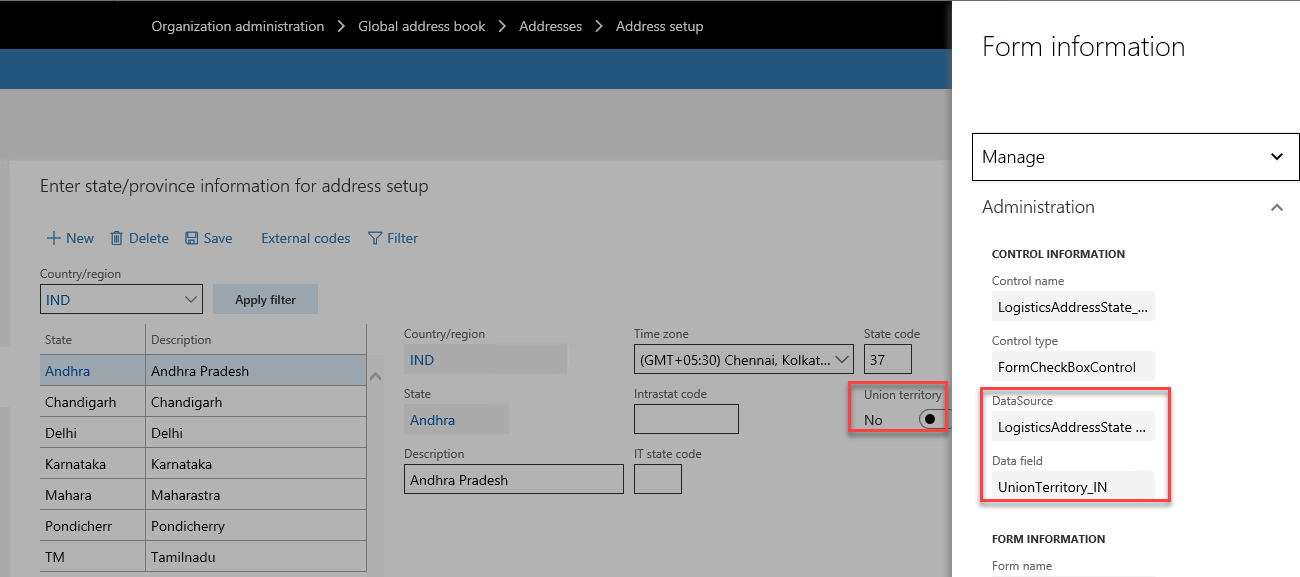 Organization administration > Global address book > Addresses > Address setup
Form information
Manage
Administration
CONTROL INFORMATION
Control name
LogisticsAddressState_...
Control type
FormCheckBoxControl
DataSource
LogisticsAddressState ...
Data field
UnionTerritory_IN
FORM INFORMATION
Form name
Enter state/province information for address setup
New Delete Save External codes Filter
Country/region
IND Apply filter
State Description
Andhra Andhra Pradesh
Chandigarh Chandigarh
Delhi Delhi
Karnataka Karnataka
Mahara Maharastra
Pondicherr Pondicherry
TM Tamilnadu
Country/region
IND
State
Andhra
Description
Andhra Pradesh
Time zone
(GMT+05:30) Chennai, Kolkat...
Intrastat code
IT state code
State code
37
Union territory
No